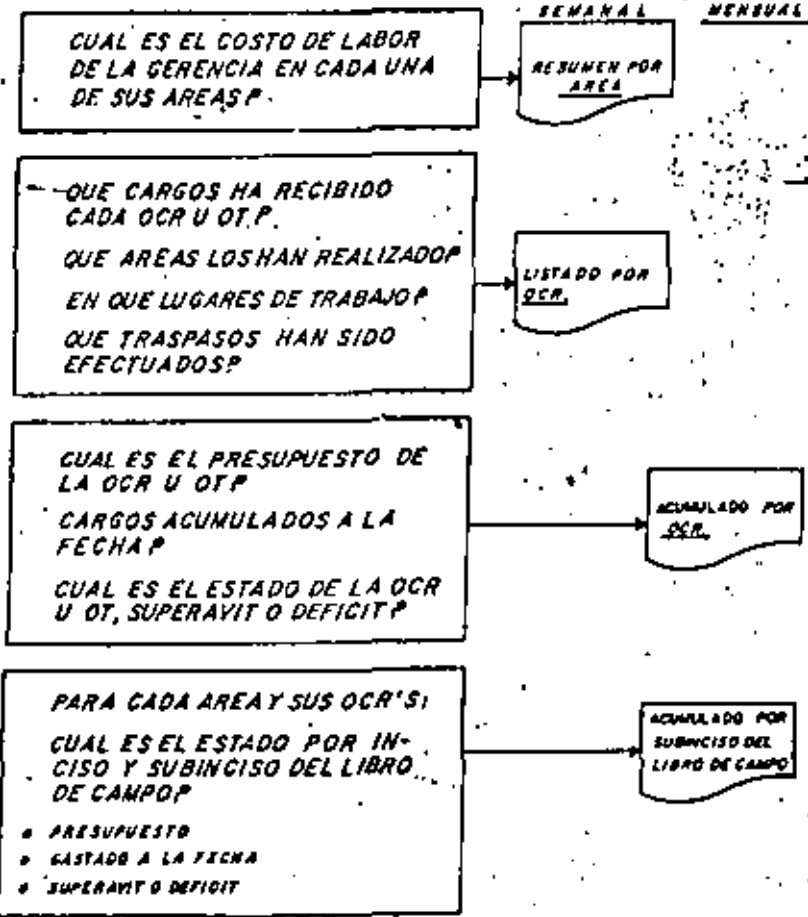 SEMANAL
MENSUAL
CUAL ES EL COSTO DE LABOR
DE LA GERENCIA EN CADA UNA
DE SUS AREAS?
RESUMEN POR
AREA
QUE CARGOS HA RECIBIDO
CADA OCR U OT.?
QUE AREAS LOS HAN REALIZADO?
EN QUE LUGARES DE TRABAJO?
QUE TRASPASOS HAN SIDO
EFECTUADOS?
LISTADO POR
OCR.
CUAL ES EL PRESUPUESTO DE
LA OCR U OT?
CARGOS ACUMULADOS A LA
FECHA?
CUAL ES EL ESTADO DE LA OCR
U OT, SUPERAVIT O DEFICIT?
ACUMULADO POR
OCR.
PARA CADA AREA Y SUS OCR'S:
CUAL ES EL ESTADO POR IN-
CISO Y SUBINCISO DEL LIBRO
DE CAMPO?
• PRESUPUESTO
• GASTADO A LA FECHA
• SUPERAVIT O DEFICIT
ACUMULADO POR
SUBINCISO DEL
LIBRO DE CAMPO